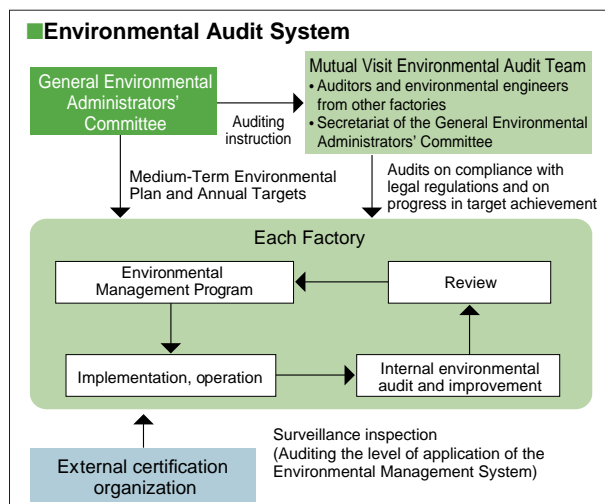 ■Environmental Audit System
General Environmental
Administrators’
Committee
Auditing
instruction
Mutual Visit Environmental Audit Team
• Auditors and environmental engineers
from other factories
• Secretariat of the General Environmental
Administrators’ Committee
Medium-Term Environmental
Plan and Annual Targets
Audits on compliance with
legal regulations and on
progress in target achievement
Each Factory
Environmental
Management Program
Review
Implementation, operation
Internal environmental
audit and improvement
External certification
organization
Surveillance inspection
(Auditing the level of application of the
Environmental Management System)